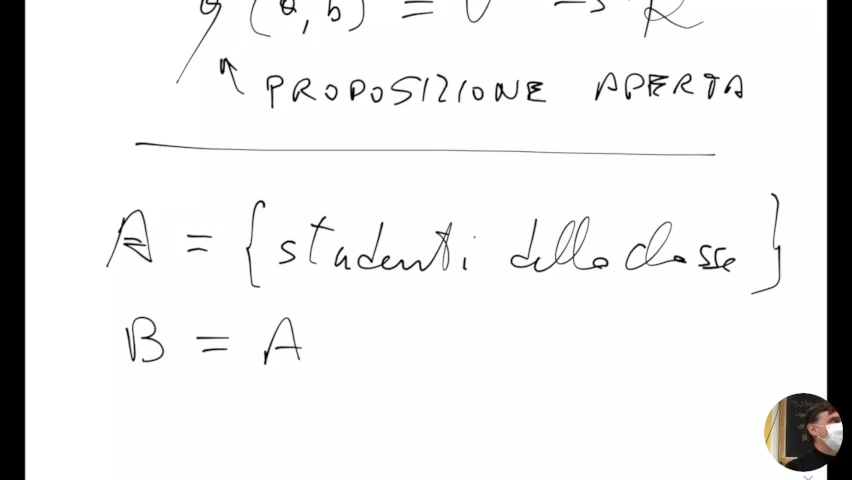 (a, b) = V → R
PROPOSIZIONE APERTA
A = { studenti della classe }
B = A